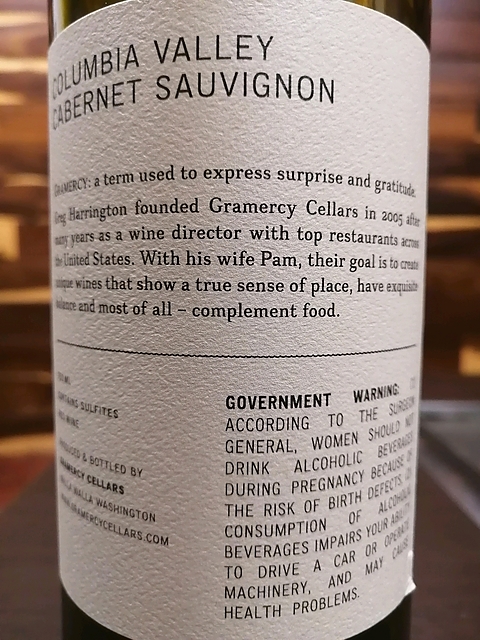 COLUMBIA VALLEY
CABERNET SAUVIGNON
GRAMERCY: a term used to express surprise and gratitude.
Greg Harrington founded Gramercy Cellars in 2005 after
many years as a wine director with top restaurants across
the United States. With his wife Pam, their goal is to create
unique wines that show a true sense of place, have exquisite
balance and most of all – complement food.
CONTAINS SULFITES
RED WINE
PRODUCED & BOTTLED BY
GRAMERCY CELLARS
WALLA WALLA WASHINGTON
WWW.GRAMERCYCELLARS.COM
GOVERNMENT WARNING:
ACCORDING TO THE SURGEON
GENERAL, WOMEN SHOULD NOT
DRINK ALCOHOLIC BEVERAGES
DURING PREGNANCY BECAUSE OF
THE RISK OF BIRTH DEFECTS.
CONSUMPTION OF ALCOHOLIC
BEVERAGES IMPAIRS YOUR ABILITY
TO DRIVE A CAR OR OPERATE
MACHINERY, AND MAY CAUSE
HEALTH PROBLEMS.